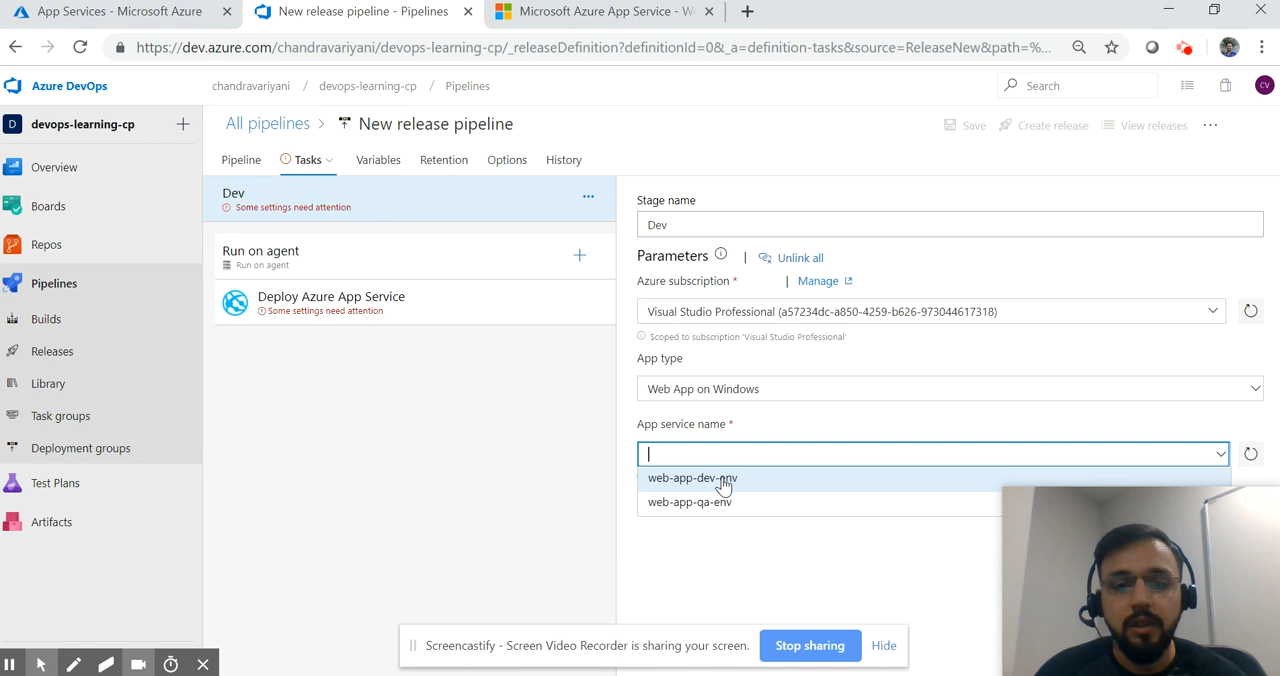 App Services - Microsoft Azure
New release pipeline - Pipelines
Microsoft Azure App Service - We
https://dev.azure.com/chandravariyani/devops-learning-cp/_releaseDefinition?definitionId=0&_a=definition-tasks&source=ReleaseNew&path=%...
Azure DevOps
chandravariyani / devops-learning-cp / Pipelines
Search
CV
D devops-learning-cp
Overview
Boards
Repos
Pipelines
Builds
Releases
Library
Task groups
Deployment groups
Test Plans
Artifacts
All pipelines > New release pipeline
Save
Create release
View releases
Pipeline
Tasks
Variables
Retention
Options
History
Dev
Some settings need attention
Run on agent
Run on agent
Deploy Azure App Service
Some settings need attention
Stage name
Dev
Parameters | Unlink all
Azure subscription * | Manage
Visual Studio Professional (a57234dc-a850-4259-b626-973044617318)
Scoped to subscription 'Visual Studio Professional'
App type
Web App on Windows
App service name *
web-app-dev-env
web-app-qa-env
Screencastify - Screen Video Recorder is sharing your screen.
Stop sharing
Hide